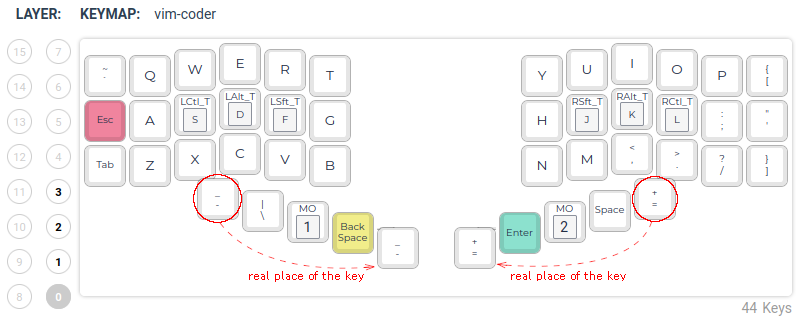 LAYER: KEYMAP: vim-coder
15 7
14 6
13 5
12 4
11 3
10 2
9 1
8 0
~ ` Q W E R T Y U I O P { [
Esc A LCtl_T S LAlt_T D LSft_T F G H RSft_T J RAlt_T K RCtl_T L : ; " '
Tab Z X C V B N M < , > . ? / } ]
_ - | \ MO 1 Back Space _ - + = Enter MO 2 Space + =
real place of the key real place of the key
44 Keys